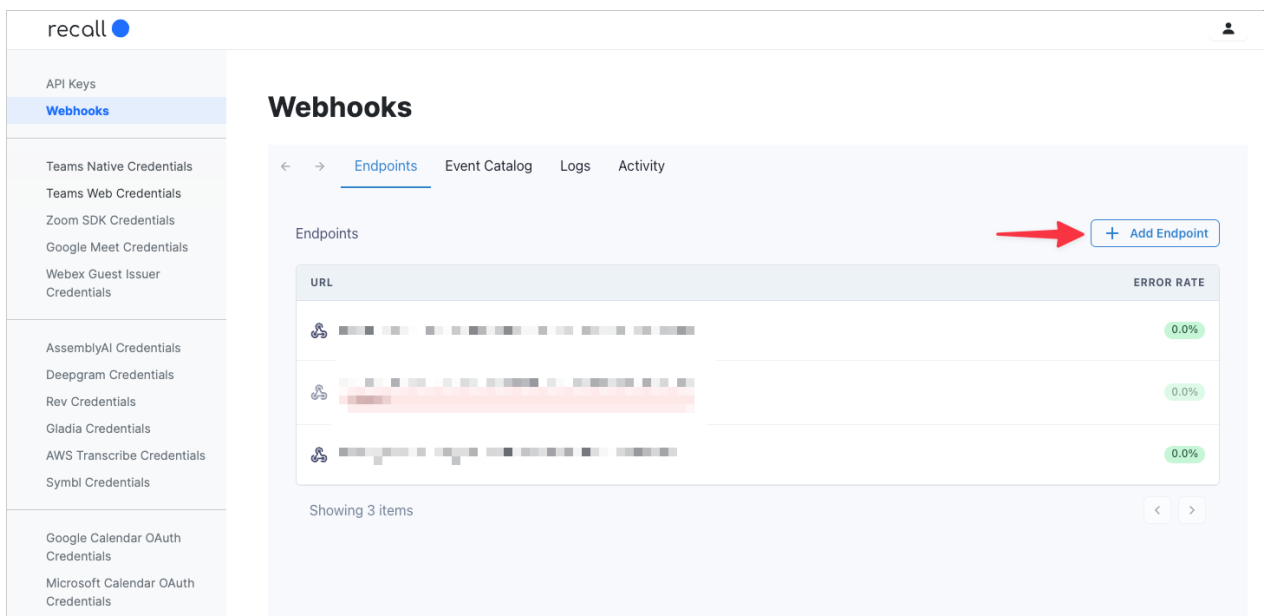 recall
API Keys
Webhooks
Teams Native Credentials
Teams Web Credentials
Zoom SDK Credentials
Google Meet Credentials
Webex Guest Issuer
Credentials
AssemblyAI Credentials
Deepgram Credentials
Rev Credentials
Gladia Credentials
AWS Transcribe Credentials
Symbl Credentials
Google Calendar OAuth
Credentials
Microsoft Calendar OAuth
Credentials
Webhooks
← → Endpoints Event Catalog Logs Activity
Endpoints + Add Endpoint
URL ERROR RATE
0.0%
0.0%
0.0%
Showing 3 items < >